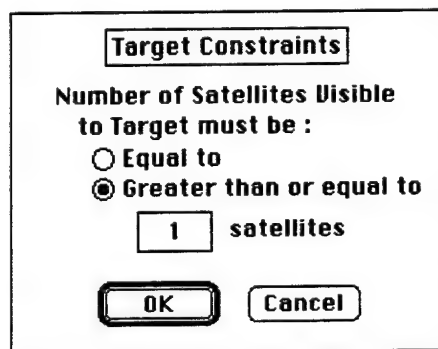 Target Constraints
Number of Satellites Visible
to Target must be :
Equal to
Greater than or equal to
1 satellites
OK Cancel